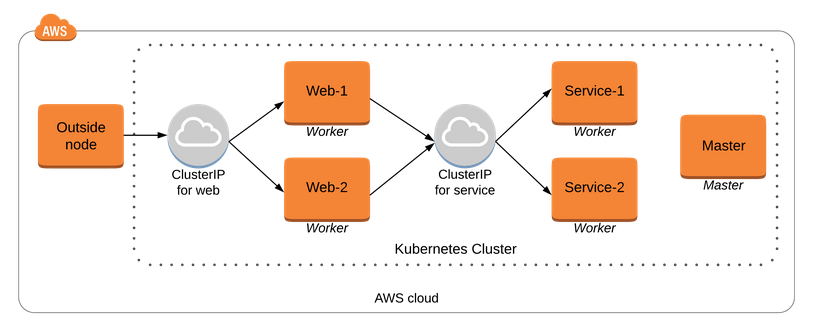 AWS
Outside
node
ClusterIP
for web
Web-1
Worker
Web-2
Worker
ClusterIP
for service
Service-1
Worker
Service-2
Worker
Master
Master
Kubernetes Cluster
AWS cloud